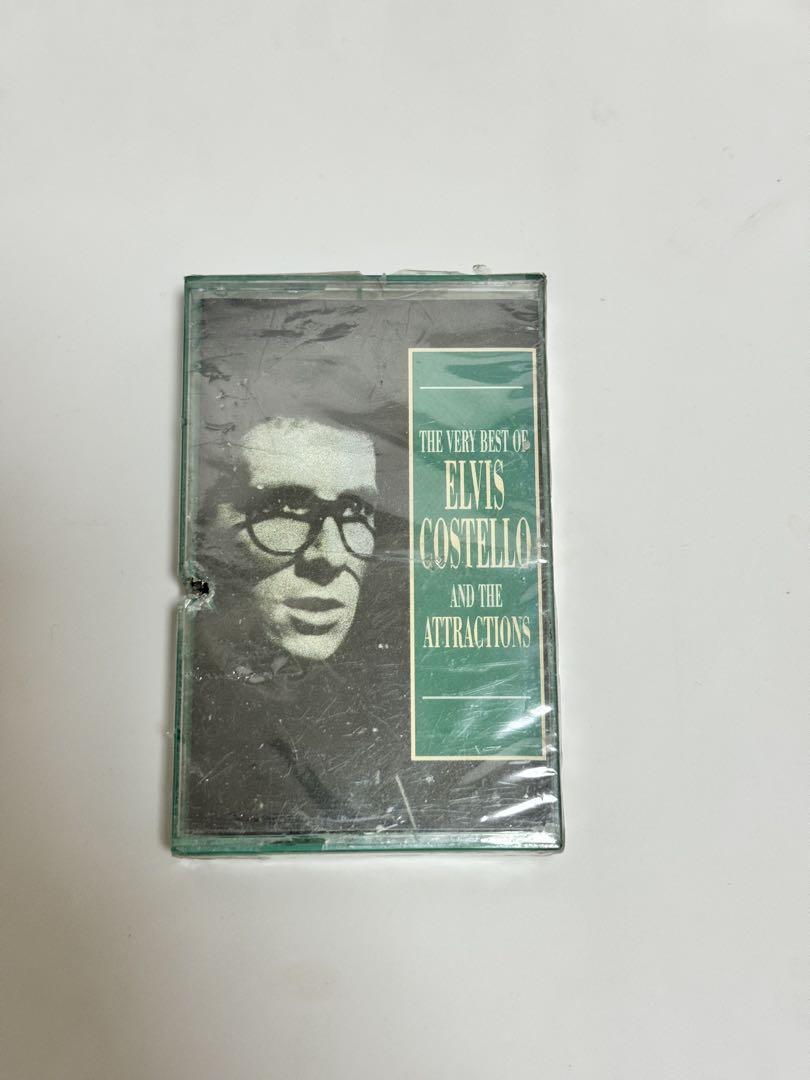 THE VERY BEST OF
ELVIS
COSTELLO
AND THE
ATTRACTIONS